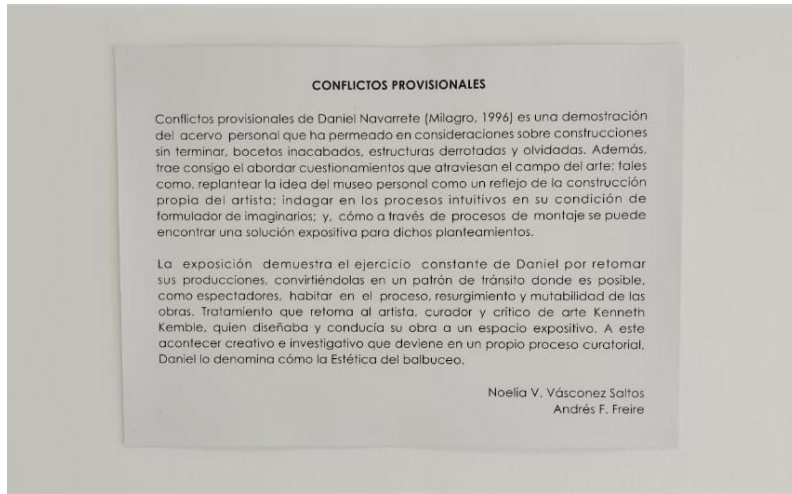 CONFLICTOS PROVISIONALES
Conflictos provisionales de Daniel Navarrete (Milagro, 1996) es una demostración
del acervo personal que ha permeado en consideraciones sobre construcciones
sin terminar, bocetos inacabados, estructuras derrotadas y olvidadas. Además,
trae consigo el abordar cuestionamientos que atraviesan el campo del arte; tales
como, replantear la idea del museo personal como un reflejo de la construcción
propia del artista; indagar en los procesos intuitivos en su condición de
formulador de imaginarios; y, cómo a través de procesos de montaje se puede
encontrar una solución expositiva para dichos planteamientos.
La exposición demuestra el ejercicio constante de Daniel por retomar
sus producciones, convirtiéndolas en un patrón de tránsito donde es posible,
como espectadores, habitar en el proceso, resurgimiento y mutabilidad de las
obras. Tratamiento que retoma al artista, curador y crítico de arte Kenneth
Kemble, quien diseñaba y conducía su obra a un espacio expositivo. A este
acontecer creativo e investigativo que deviene en un propio proceso curatorial,
Daniel lo denomina cómo la Estética del balbuceo.
Noelia V. Vásconez Saltos
Andrés F. Freire